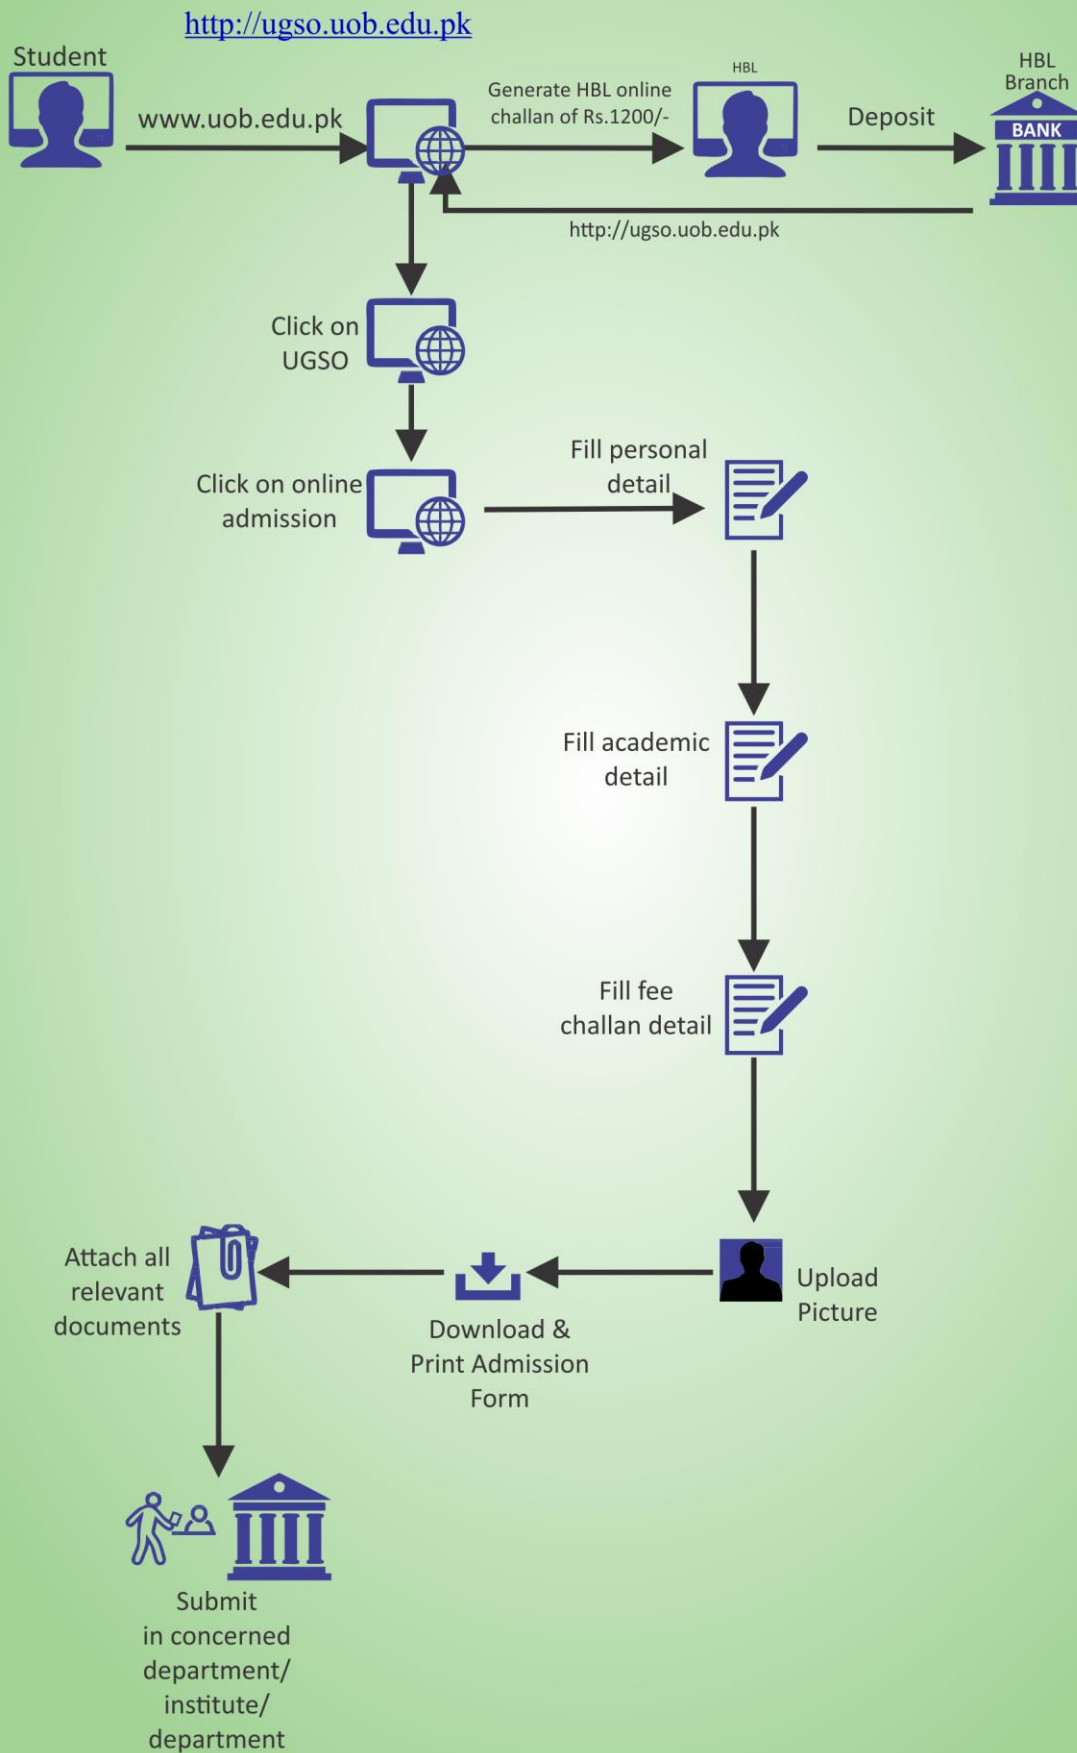 http://ugso.uob.edu.pk
Student
www.uob.edu.pk
Generate HBL online
challan of Rs.1200/-
HBL
Deposit
HBL
Branch
BANK
http://ugso.uob.edu.pk
Click on
UGSO
Click on online
admission
Fill personal
detail
Fill academic
detail
Fill fee
challan detail
Upload
Picture
Download &
Print Admission
Form
Attach all
relevant
documents
Submit
in concerned
department/
institute/
department